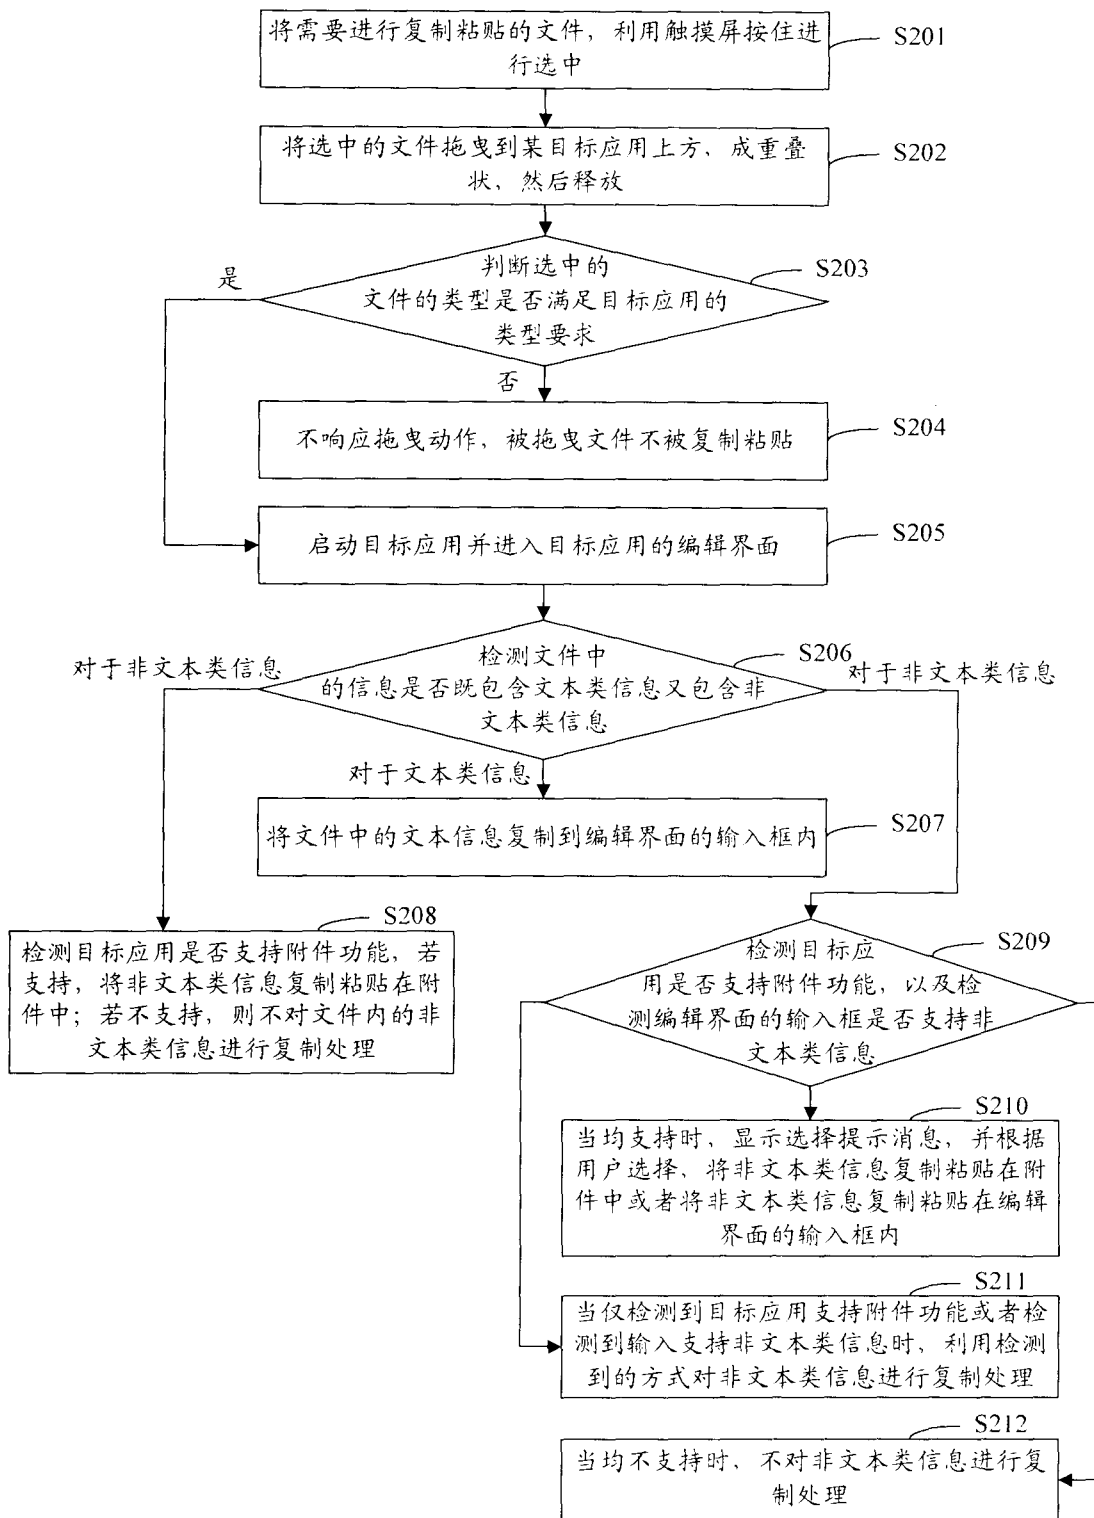 将需要进行复制粘贴的文件，利用触摸屏按住进
行选中
S201
将选中的文件拖曳到某目标应用上方，成重叠
状，然后释放
S202
判断选中的
文件的类型是否满足目标应用的
类型要求
S203
是
否
不响应拖曳动作，被拖曳文件不被复制粘贴
S204
启动目标应用并进入目标应用的编辑界面
S205
检测文件中
的信息是否既包含文本类信息又包含非
文本类信息
S206
对于非文本类信息
对于非文本类信息
对于文本类信息
将文件中的文本信息复制到编辑界面的输入框内
S207
S208
检测目标应用是否支持附件功能，若
支持，将非文本类信息复制粘贴在附
件中；若不支持，则不对文件内的非
文本类信息进行复制处理
检测目标应
用是否支持附件功能，以及检
测编辑界面的输入框是否支持非
文本类信息
S209
S210
当均支持时，显示选择提示消息，并根据
用户选择，将非文本类信息复制粘贴在附
件中或者将非文本类信息复制粘贴在编辑
界面的输入框内
S211
当仅检测到目标应用支持附件功能或者检
测到输入支持非文本类信息时，利用检测
到的方式对非文本类信息进行复制处理
S212
当均不支持时，不对非文本类信息进行复
制处理